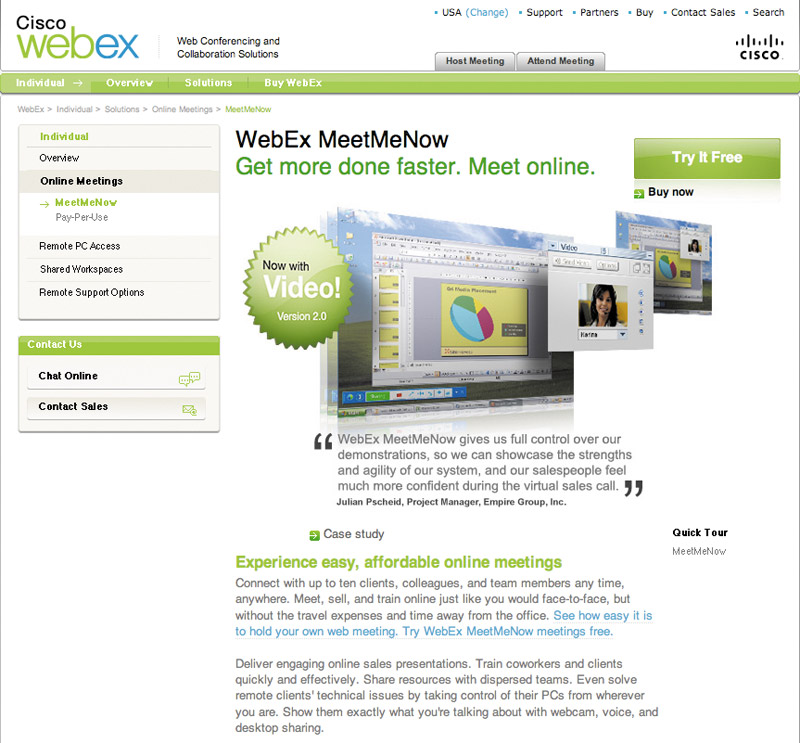 Cisco
webex
Web Conferencing and
Collaboration Solutions
USA (Change) Support Partners Buy Contact Sales Search
Host Meeting Attend Meeting
CISCO
Individual Overview Solutions Buy WebEx
WebEx > Individual > Solutions > Online Meetings > MeetMeNow
Individual
Overview
Online Meetings
MeetMeNow
Pay-Per-Use
Remote PC Access
Shared Workspaces
Remote Support Options
Contact Us
Chat Online
Contact Sales
WebEx MeetMeNow
Get more done faster. Meet online.
Try It Free
Buy now
Now with
Video!
Version 2.0
Media Placement
Video
Karina
“WebEx MeetMeNow gives us full control over our
demonstrations, so we can showcase the strengths
and agility of our system, and our salespeople feel
much more confident during the virtual sales call.”
Julian Pscheid, Project Manager, Empire Group, Inc.
Case study
Quick Tour
MeetMeNow
Experience easy, affordable online meetings
Connect with up to ten clients, colleagues, and team members any time,
anywhere. Meet, sell, and train online just like you would face-to-face, but
without the travel expenses and time away from the office. See how easy it is
to hold your own web meeting. Try WebEx MeetMeNow meetings free.
Deliver engaging online sales presentations. Train coworkers and clients
quickly and effectively. Share resources with dispersed teams. Even solve
remote clients' technical issues by taking control of their PCs from wherever
you are. Show them exactly what you're talking about with webcam, voice, and
desktop sharing.